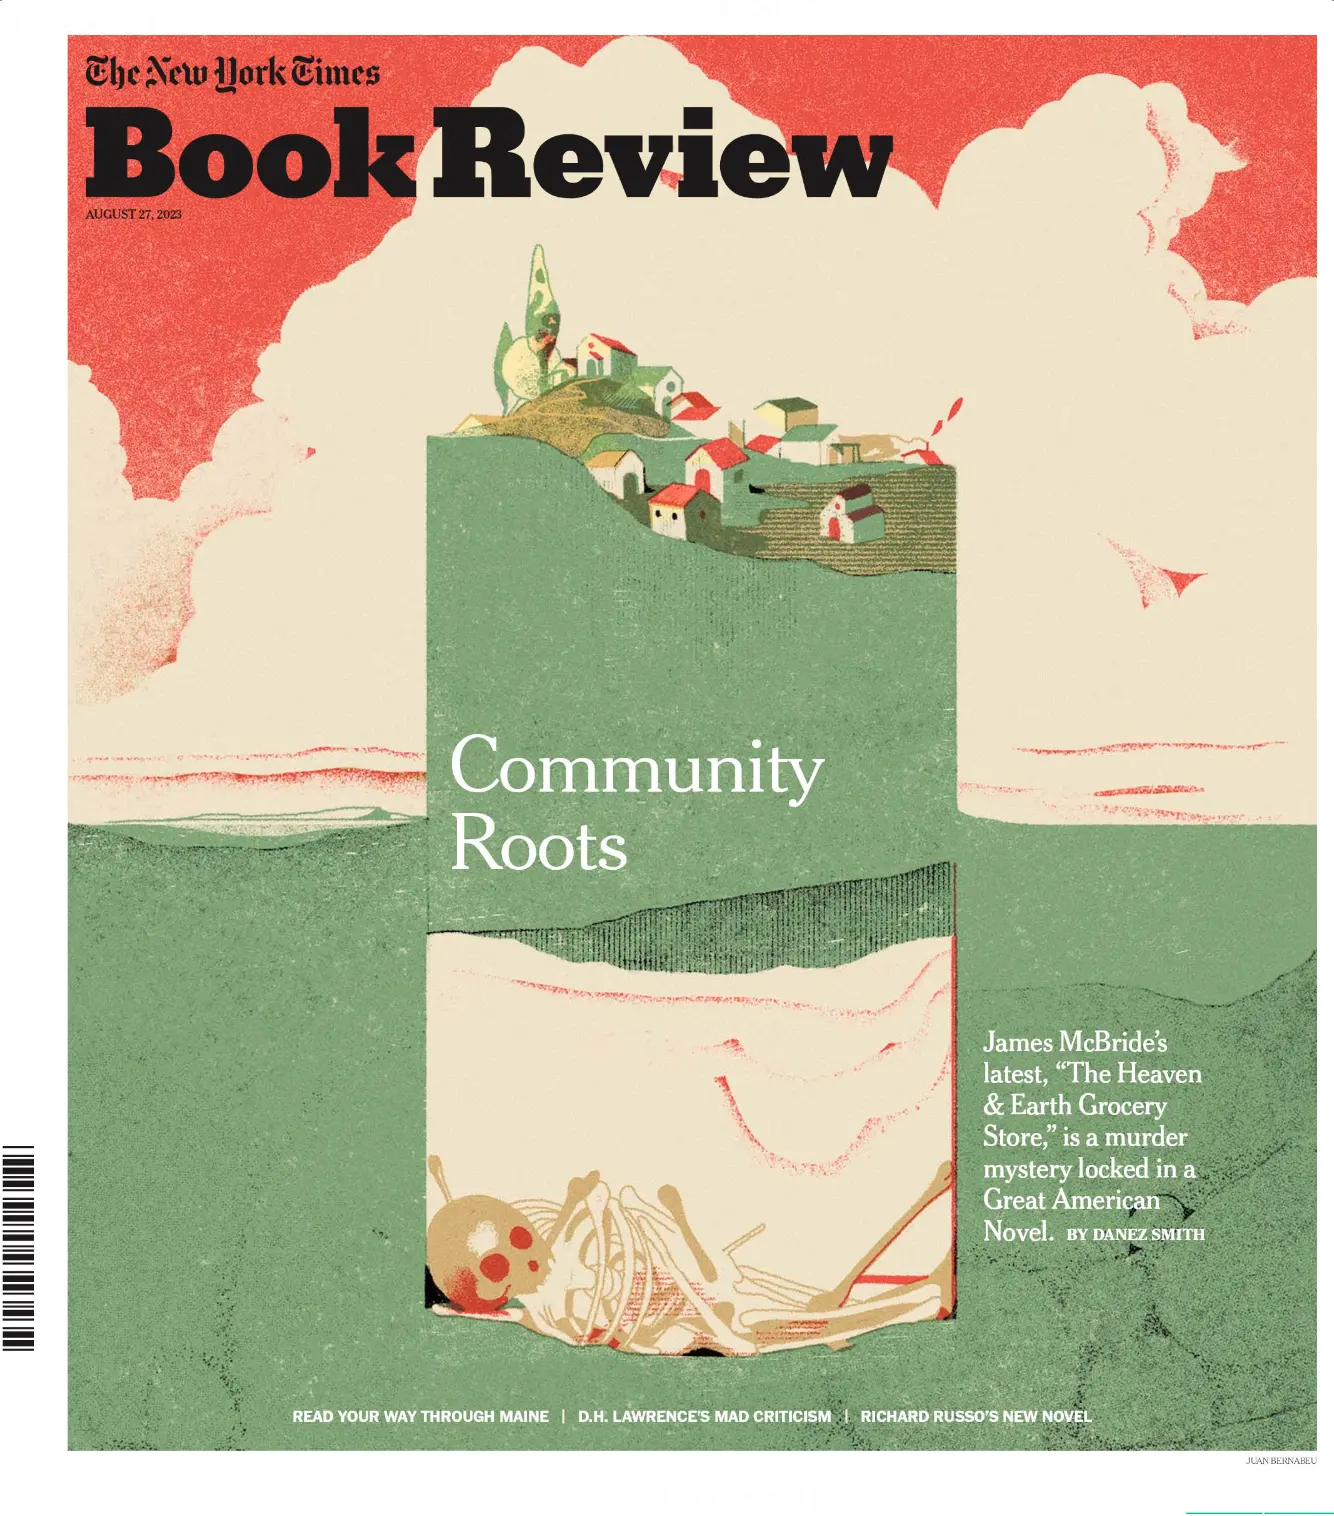 The New York Times
Book Review
AUGUST 27, 2023
Community
Roots
James McBride’s
latest, “The Heaven
& Earth Grocery
Store,” is a murder
mystery locked in a
Great American
Novel. BY DANEZ SMITH
READ YOUR WAY THROUGH MAINE | D.H. LAWRENCE’S MAD CRITICISM | RICHARD RUSSO’S NEW NOVEL
JUAN BERNABEU